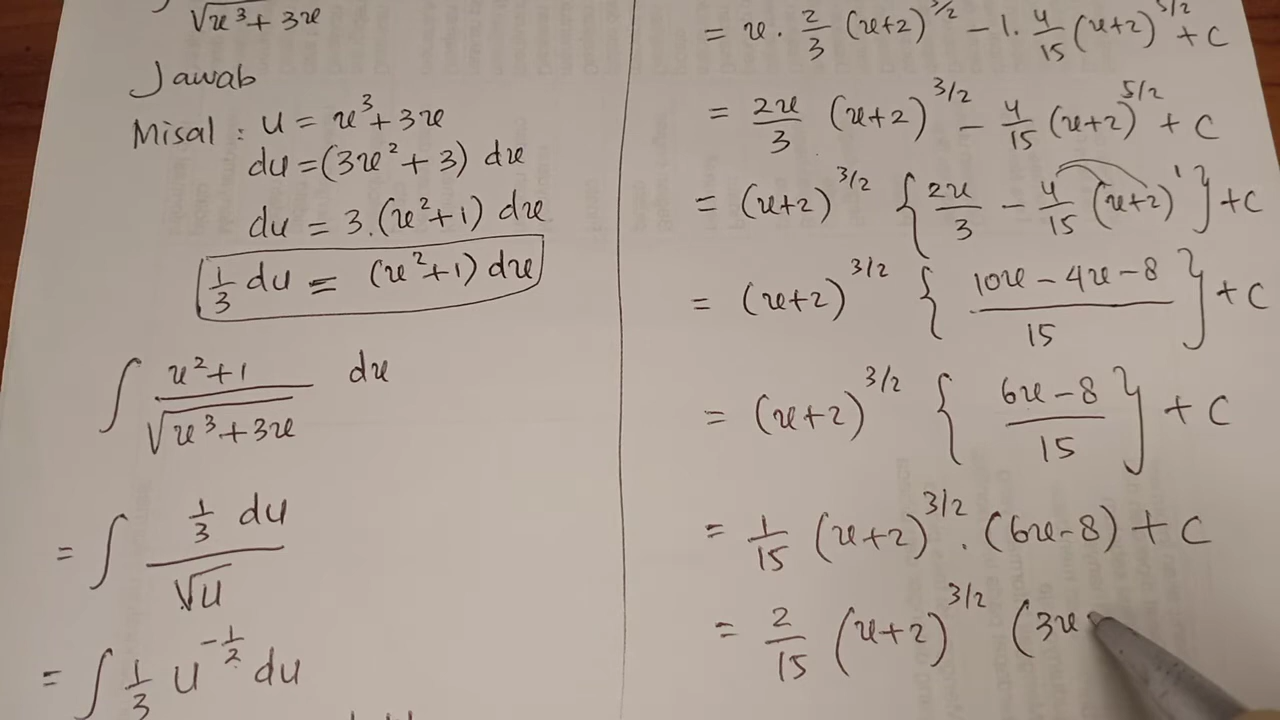 √x³+3x
Jawab
Misal : u = x³+3x
du = (3x²+3) dx
du = 3.(x²+1) dx
1/3 du = (x²+1) dx
∫ x²+1 / √x³+3x dx
= ∫ 1/3 du / √u
= ∫ 1/3 u^-1/2 du
= x . 2/3 (x+2)^3/2 - 1. 4/15 (x+2)^5/2 + C
= 2x/3 (x+2)^3/2 - 4/15 (x+2)^5/2 + C
= (x+2)^3/2 { 2x/3 - 4/15 (x+2)^1 } + C
= (x+2)^3/2 { 10x - 4x - 8 / 15 } + C
= (x+2)^3/2 { 6x - 8 / 15 } + C
= 1/15 (x+2)^3/2 . (6x-8) + C
= 2/15 (x+2)^3/2 (3x